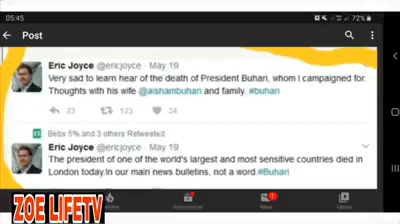 05:45
72%
Post
Eric Joyce @ericjoyce · May 19
Very sad to learn hear of the death of President Buhari, whom I campaigned for.
Thoughts with his wife @aishambuhari and family. #buhari
23 123 34
Bebs 5% and 3 others Retweeted
Eric Joyce @ericjoyce · May 19
The president of one of the world's largest and most sensitive countries died in
London today.In our main news bulletins, not a word.#Buhari
ZOE LIFETV